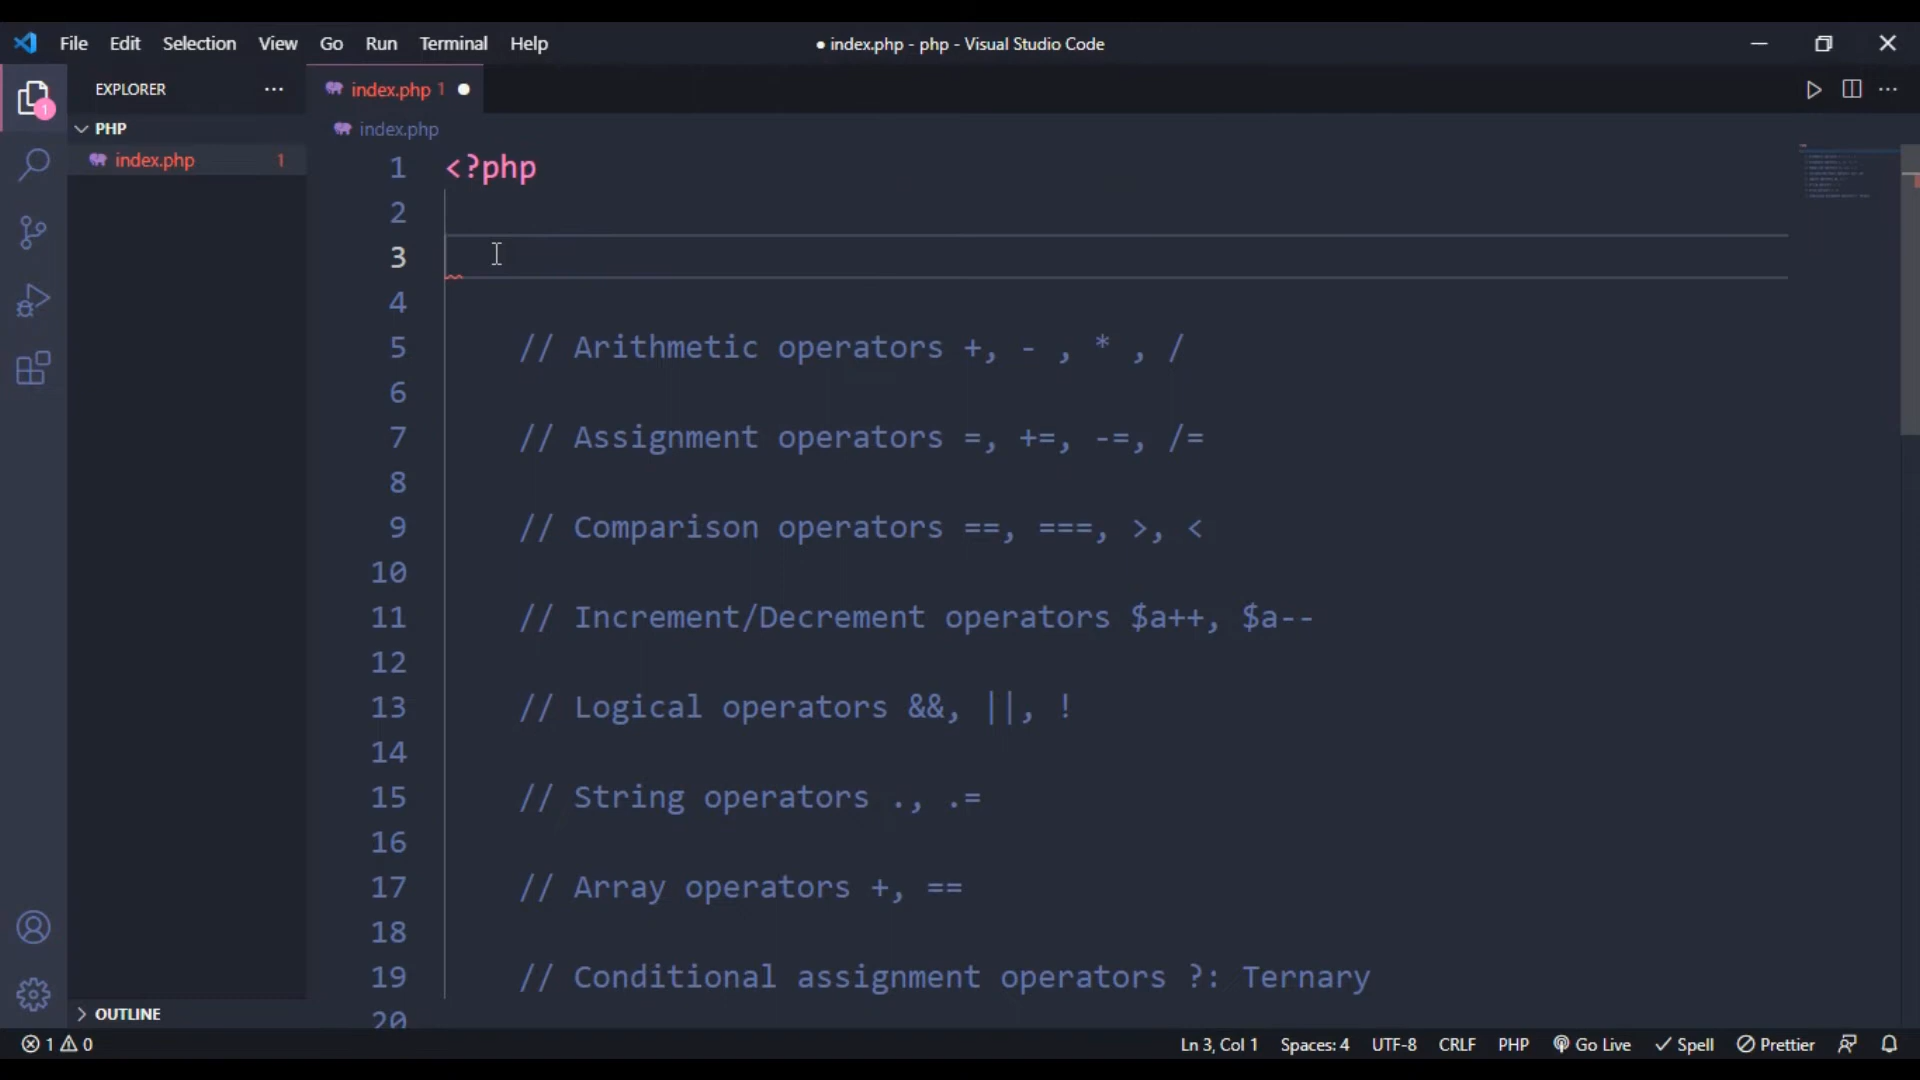 File Edit Selection View Go Run Terminal Help
● index.php - php - Visual Studio Code
EXPLORER
index.php 1
PHP
index.php
index.php 1
1 <?php
2
3
4
5 // Arithmetic operators +, - , * , /
6
7 // Assignment operators =, +=, -=, /=
8
9 // Comparison operators ==, ===, >, <
10
11 // Increment/Decrement operators $a++, $a--
12
13 // Logical operators &&, ||, !
14
15 // String operators ., .=
16
17 // Array operators +, ==
18
19 // Conditional assignment operators ?: Ternary
20
1
OUTLINE
1 0
Ln 3, Col 1 Spaces: 4 UTF-8 CRLF PHP Go Live Spell Prettier